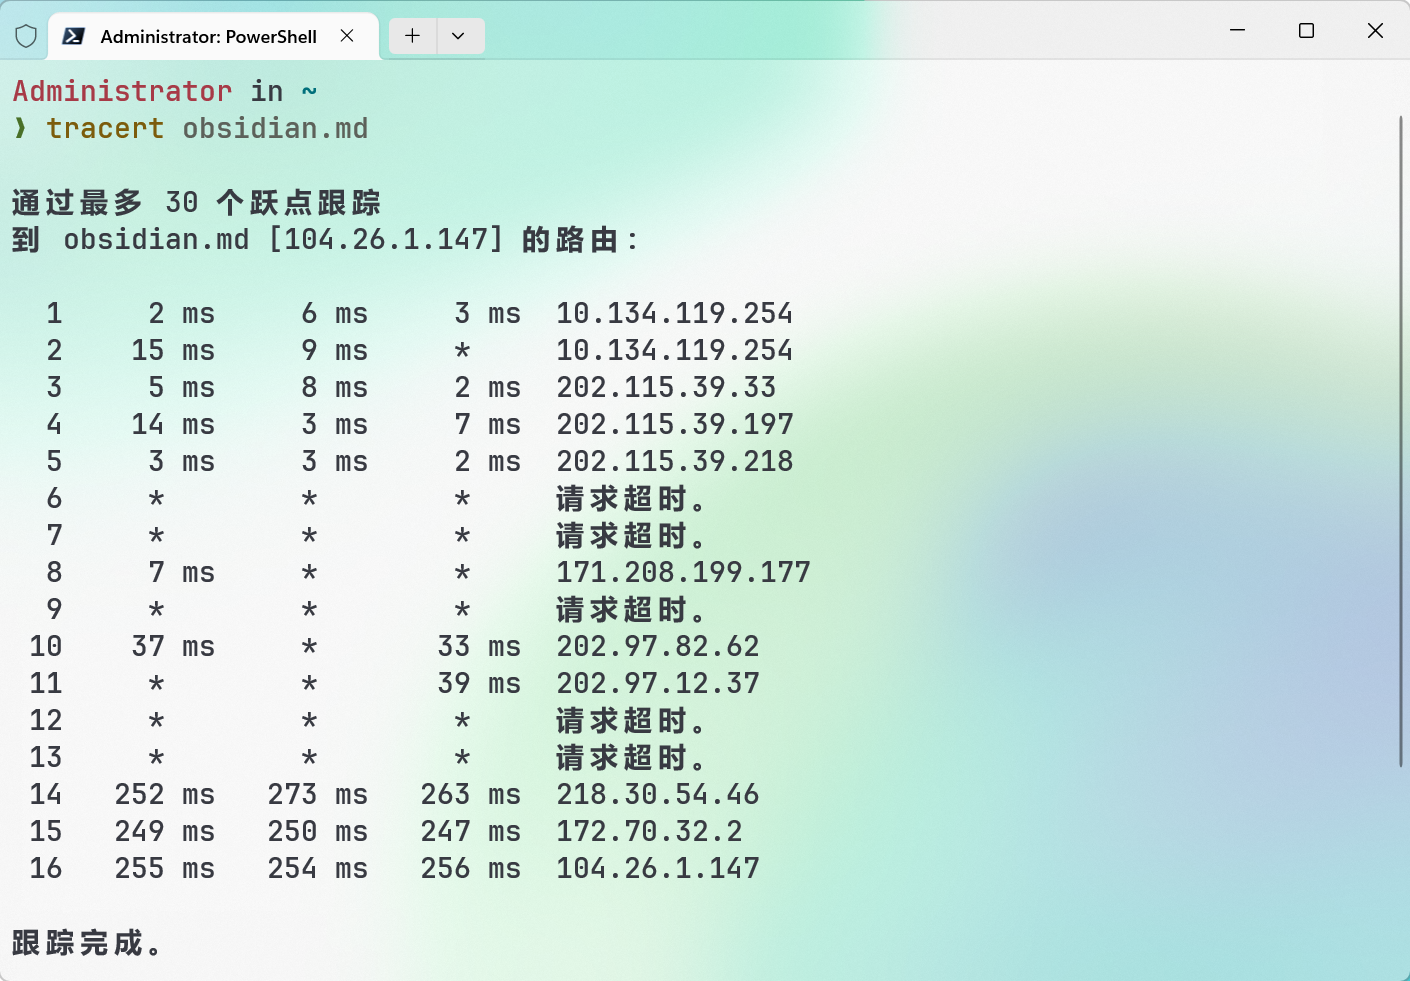 Administrator: PowerShell
Administrator in ~
❯ tracert obsidian.md
通过最多 30 个跃点跟踪
到 obsidian.md [104.26.1.147] 的路由:
1 2 ms 6 ms 3 ms 10.134.119.254
2 15 ms 9 ms * 10.134.119.254
3 5 ms 8 ms 2 ms 202.115.39.33
4 14 ms 3 ms 7 ms 202.115.39.197
5 3 ms 3 ms 2 ms 202.115.39.218
6 * * * 请求超时。
7 * * * 请求超时。
8 7 ms * * 171.208.199.177
9 * * * 请求超时。
10 37 ms * 33 ms 202.97.82.62
11 * * 39 ms 202.97.12.37
12 * * * 请求超时。
13 * * * 请求超时。
14 252 ms 273 ms 263 ms 218.30.54.46
15 249 ms 250 ms 247 ms 172.70.32.2
16 255 ms 254 ms 256 ms 104.26.1.147
跟踪完成。